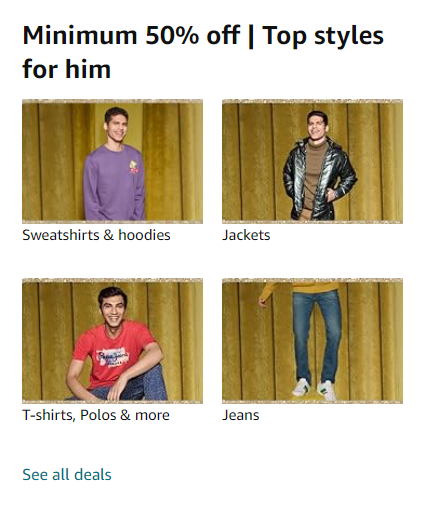 Minimum 50% off | Top styles
for him
Sweatshirts & hoodies
Jackets
T-shirts, Polos & more
Jeans
See all deals